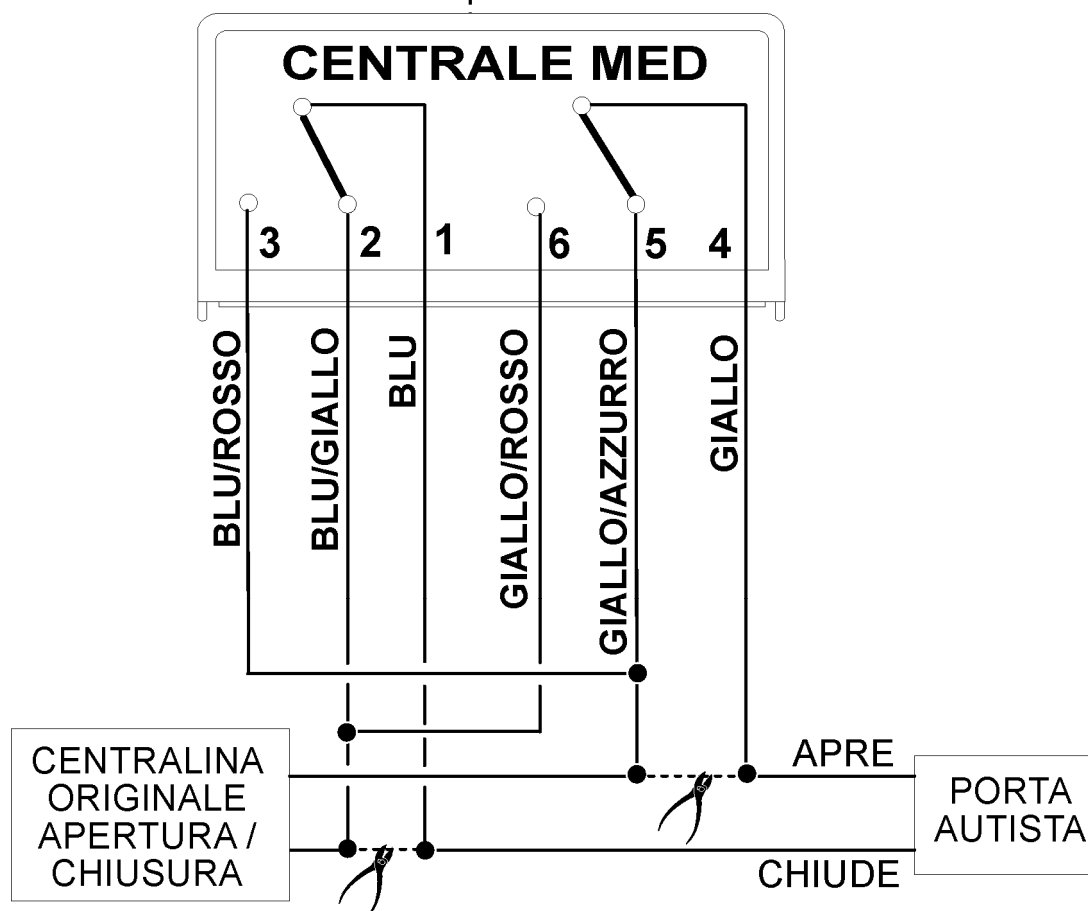 CENTRALE MED
3 2 1 6 5 4
BLU/ROSSO
BLU/GIALLO
BLU
GIALLO/ROSSO
GIALLO/AZZURRO
GIALLO
CENTRALINA
ORIGINALE
APERTURA /
CHIUSURA
APRE
CHIUDE
PORTA
AUTISTA